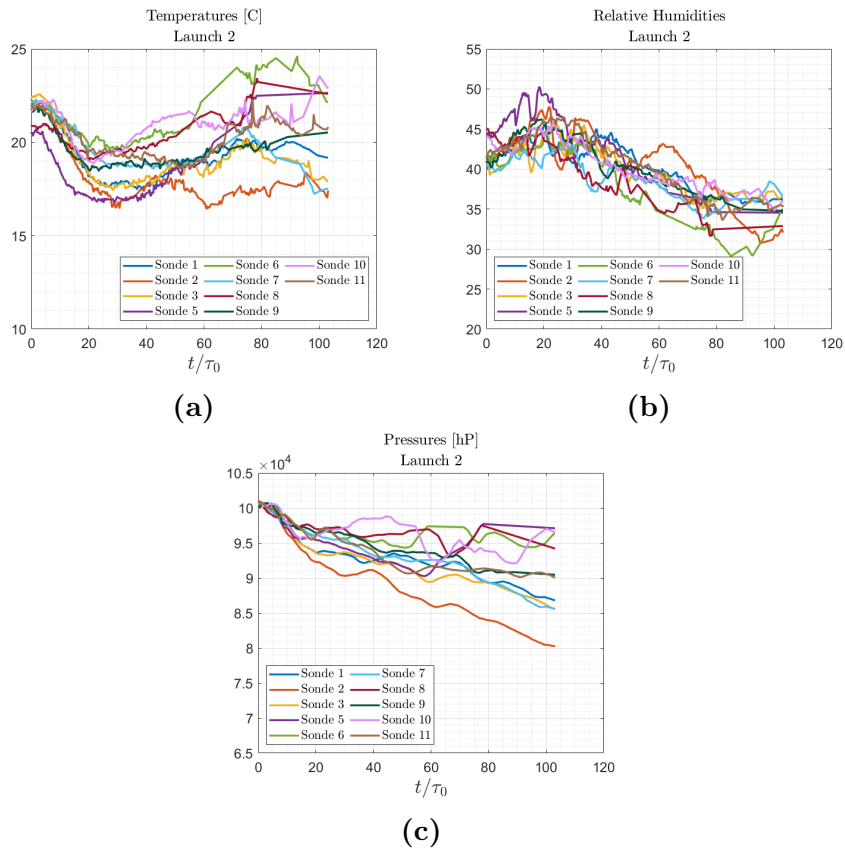 Temperatures [C]
Launch 2
25
20
15
10
0 20 40 60 80 100 120
t/τ₀
Sonde 1 Sonde 6 Sonde 10
Sonde 2 Sonde 7 Sonde 11
Sonde 3 Sonde 8
Sonde 5 Sonde 9
(a)
Relative Humidities
Launch 2
55
50
45
40
35
30
25
20
0 20 40 60 80 100 120
t/τ₀
Sonde 1 Sonde 6 Sonde 10
Sonde 2 Sonde 7 Sonde 11
Sonde 3 Sonde 8
Sonde 5 Sonde 9
(b)
Pressures [hP]
Launch 2
×10⁴
10.5
10
9.5
9
8.5
8
7.5
7
6.5
0 20 40 60 80 100 120
t/τ₀
Sonde 1 Sonde 7
Sonde 2 Sonde 8
Sonde 3 Sonde 9
Sonde 5 Sonde 10
Sonde 6 Sonde 11
(c)